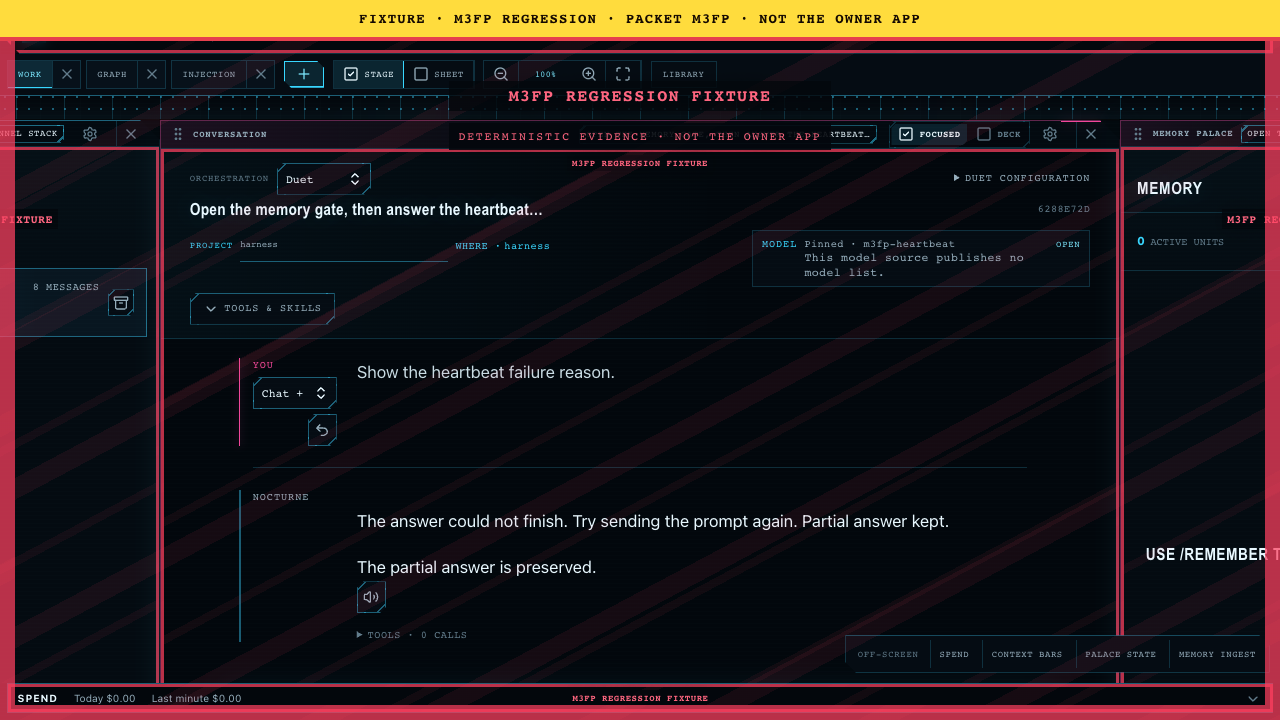 FIXTURE · M3FP REGRESSION · PACKET M3FP · NOT THE OWNER APP
WORK GRAPH INJECTION STAGE SHEET 100% LIBRARY
M3FP REGRESSION FIXTURE
DETERMINISTIC EVIDENCE · NOT THE OWNER APP
STACK
CONVERSATION
FOCUSED DECK
MEMORY PALACE OPEN
M3FP REGRESSION FIXTURE
ORCHESTRATION Duet
DUET CONFIGURATION
Open the memory gate, then answer the heartbeat…
6288E72D
PROJECT harness
WHERE · harness
MODEL Pinned · m3fp-heartbeat OPEN
This model source publishes no
model list.
TOOLS & SKILLS
FIXTURE
8 MESSAGES
MEMORY
M3FP
0 ACTIVE UNITS
YOU
Show the heartbeat failure reason.
Chat +
NOCTURNE
The answer could not finish. Try sending the prompt again. Partial answer kept.
The partial answer is preserved.
TOOLS · 0 CALLS
USE /REMEMBER
OFF-SCREEN SPEND CONTEXT BARS PALACE STATE MEMORY INGEST
SPEND Today $0.00 Last minute $0.00
M3FP REGRESSION FIXTURE